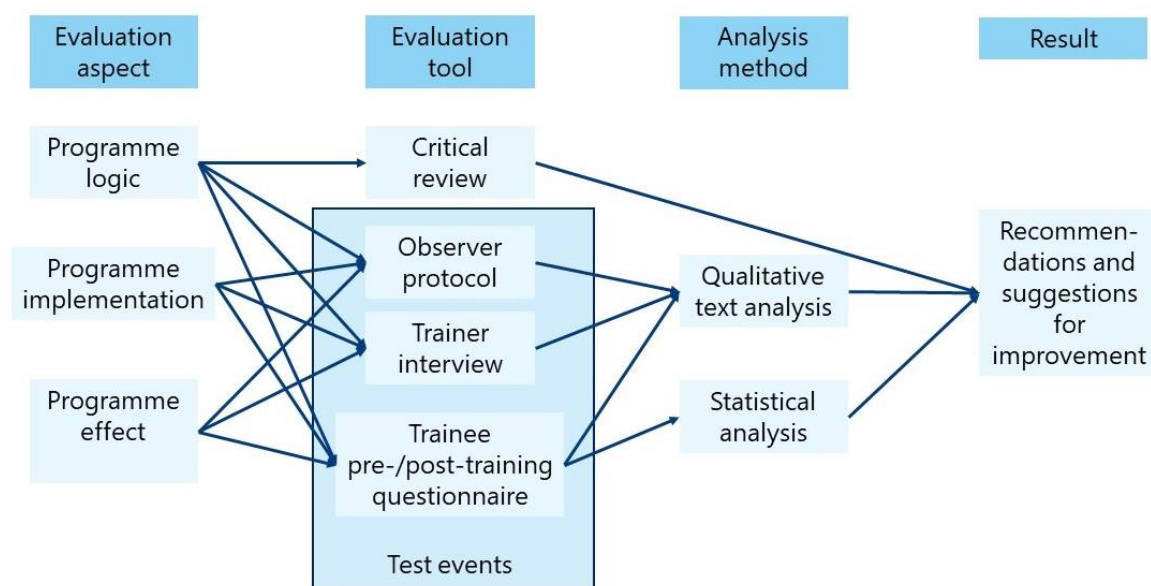 Evaluation
aspect
Evaluation
tool
Analysis
method
Result
Programme
logic
Programme
implementation
Programme
effect
Critical
review
Observer
protocol
Trainer
interview
Trainee
pre-/post-training
questionnaire
Test events
Qualitative
text analysis
Statistical
analysis
Recommen-
dations and
suggestions
for
improvement